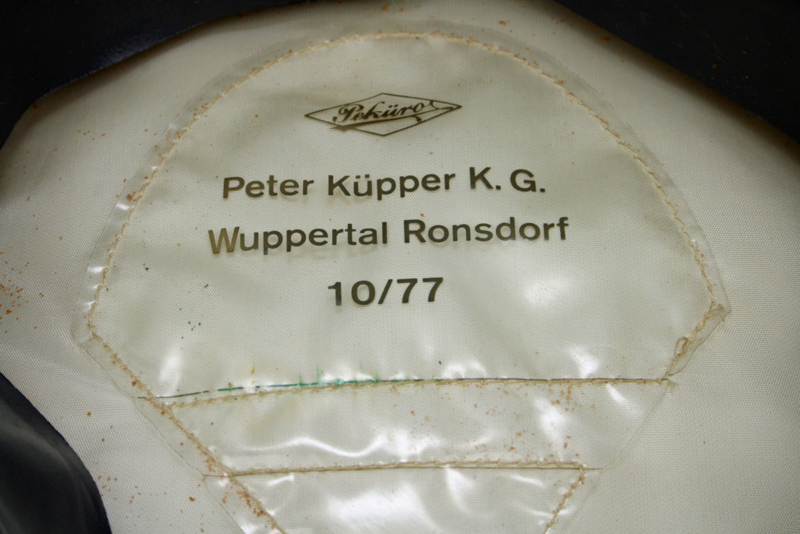 Peküro
Peter Küpper K. G.
Wuppertal Ronsdorf
10/77